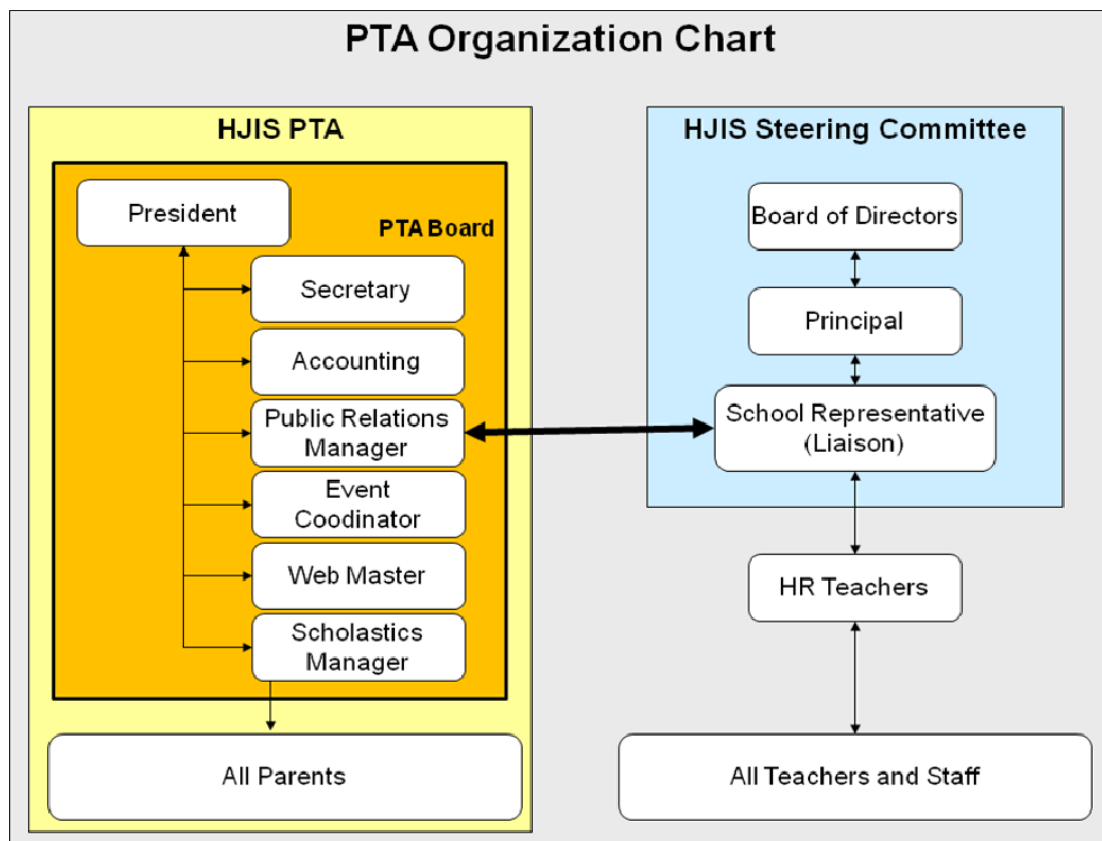 PTA Organization Chart
HJIS PTA
President
PTA Board
Secretary
Accounting
Public Relations
Manager
Event
Coodinator
Web Master
Scholastics
Manager
All Parents
HJIS Steering Committee
Board of Directors
Principal
School Representative
(Liaison)
HR Teachers
All Teachers and Staff